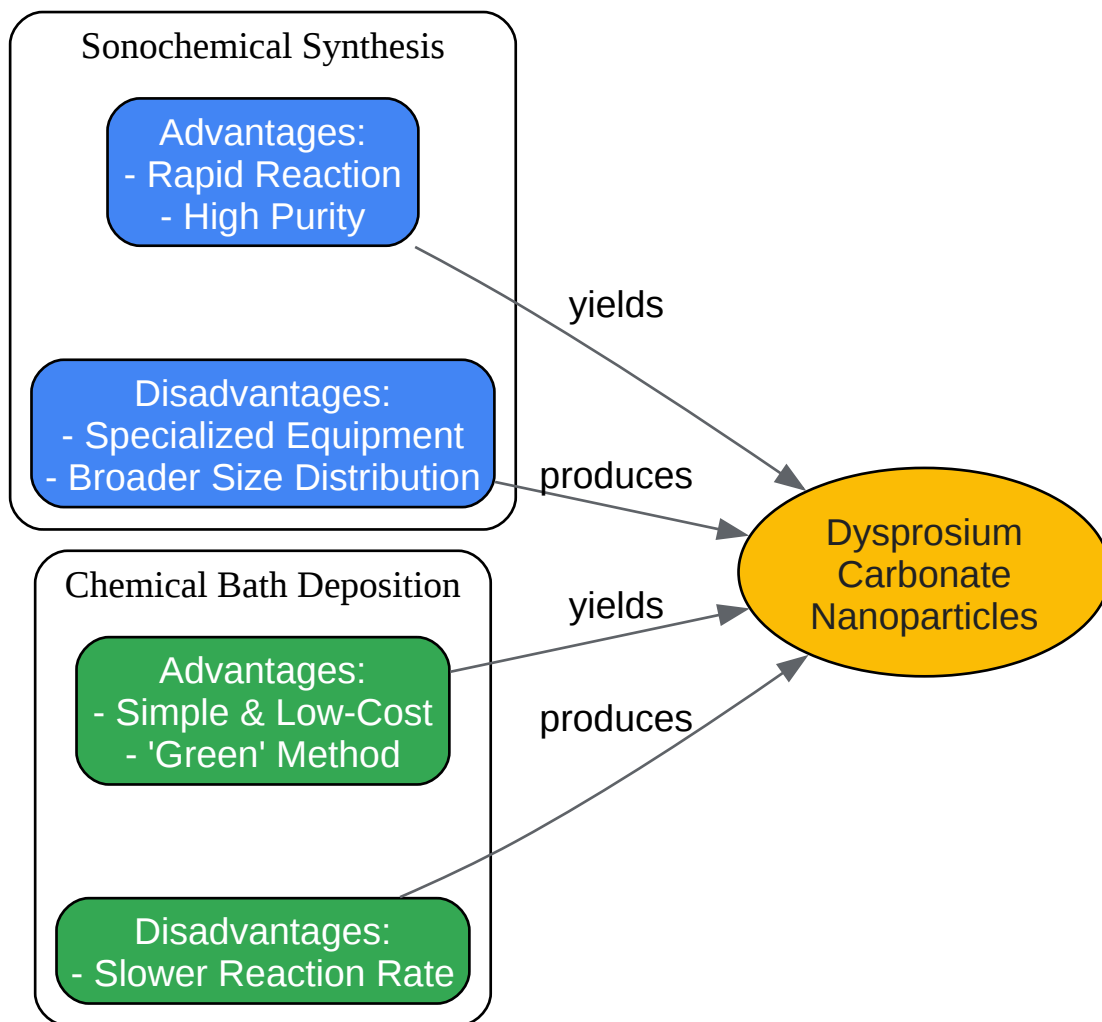 Sonochemical Synthesis
Advantages:
- Rapid Reaction
- High Purity
yields
Disadvantages:
- Specialized Equipment
- Broader Size Distribution
produces
Dysprosium
Carbonate
Nanoparticles
Chemical Bath Deposition
yields
Advantages:
- Simple & Low-Cost
- 'Green' Method
produces
Disadvantages:
- Slower Reaction Rate